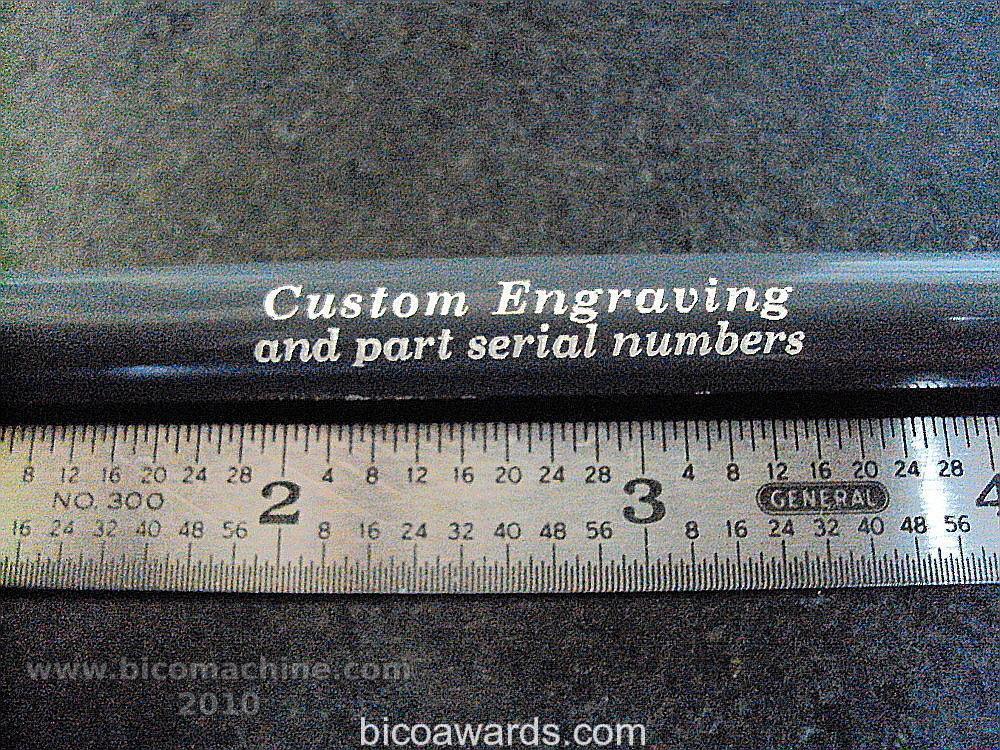 Custom Engraving
and part serial numbers
8 12 16 20 24 28 4 8 12 16 20 24 28 4 8 12 16 20 24 28
NO. 300 2 3 GENERAL 4
16 24 32 40 48 56 8 16 24 32 40 48 56 8 16 24 32 40 48 56
www.bicomachine.com
2010
bicoawards.com